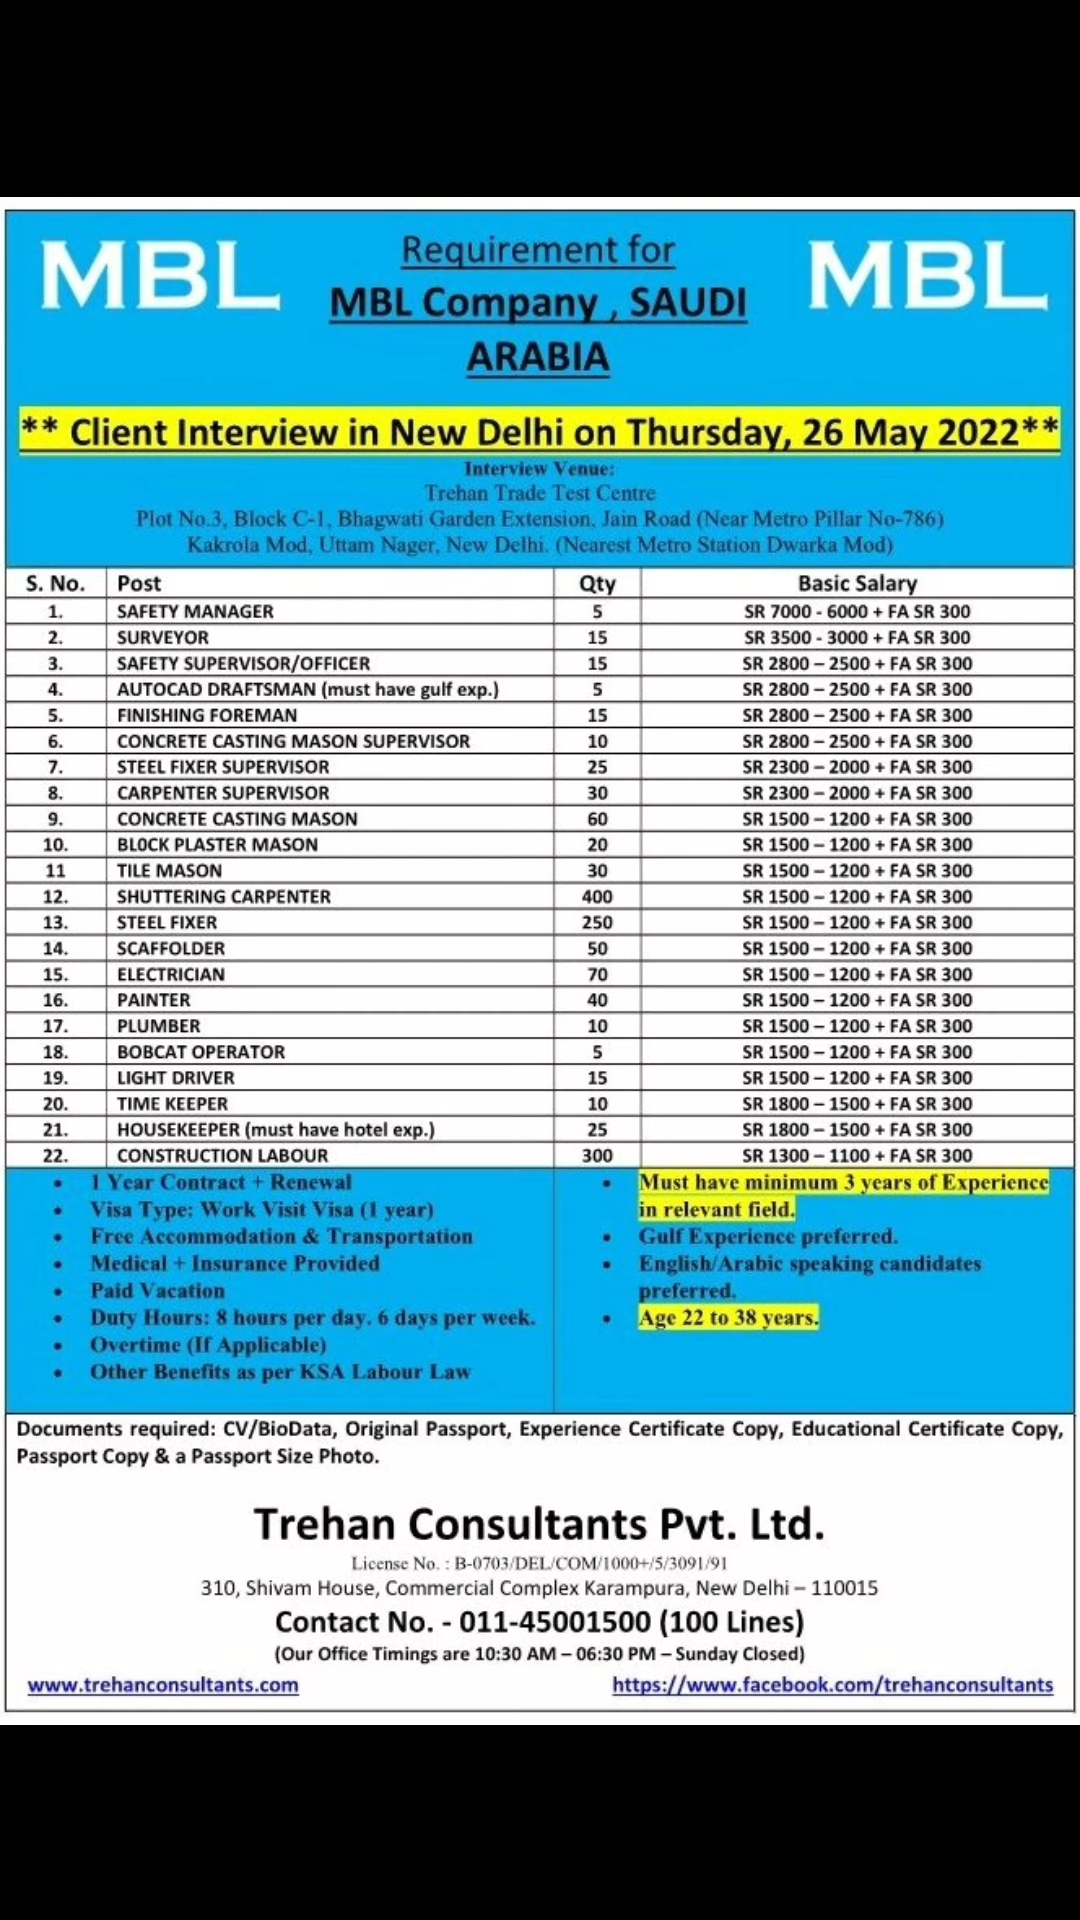 MBL
Requirement for
MBL
MBL Company , SAUDI
ARABIA
** Client Interview in New Delhi on Thursday, 26 May 2022**
Interview Venue:
Trehan Trade Test Centre
Plot No.3, Block C-1, Bhagwati Garden Extension, Jain Road (Near Metro Pillar No-786)
Kakrola Mod, Uttam Nager, New Delhi. (Nearest Metro Station Dwarka Mod)
S. No. Post Qty Basic Salary
1. SAFETY MANAGER 5 SR 7000 - 6000 + FA SR 300
2. SURVEYOR 15 SR 3500 - 3000 + FA SR 300
3. SAFETY SUPERVISOR/OFFICER 15 SR 2800 – 2500 + FA SR 300
4. AUTOCAD DRAFTSMAN (must have gulf exp.) 5 SR 2800 – 2500 + FA SR 300
5. FINISHING FOREMAN 15 SR 2800 – 2500 + FA SR 300
6. CONCRETE CASTING MASON SUPERVISOR 10 SR 2800 – 2500 + FA SR 300
7. STEEL FIXER SUPERVISOR 25 SR 2300 – 2000 + FA SR 300
8. CARPENTER SUPERVISOR 30 SR 2300 – 2000 + FA SR 300
9. CONCRETE CASTING MASON 60 SR 1500 – 1200 + FA SR 300
10. BLOCK PLASTER MASON 20 SR 1500 – 1200 + FA SR 300
11 TILE MASON 30 SR 1500 – 1200 + FA SR 300
12. SHUTTERING CARPENTER 400 SR 1500 – 1200 + FA SR 300
13. STEEL FIXER 250 SR 1500 – 1200 + FA SR 300
14. SCAFFOLDER 50 SR 1500 – 1200 + FA SR 300
15. ELECTRICIAN 70 SR 1500 – 1200 + FA SR 300
16. PAINTER 40 SR 1500 – 1200 + FA SR 300
17. PLUMBER 10 SR 1500 – 1200 + FA SR 300
18. BOBCAT OPERATOR 5 SR 1500 – 1200 + FA SR 300
19. LIGHT DRIVER 15 SR 1500 – 1200 + FA SR 300
20. TIME KEEPER 10 SR 1800 – 1500 + FA SR 300
21. HOUSEKEEPER (must have hotel exp.) 25 SR 1800 – 1500 + FA SR 300
22. CONSTRUCTION LABOUR 300 SR 1300 – 1100 + FA SR 300
• 1 Year Contract + Renewal
• Visa Type: Work Visit Visa (1 year)
• Free Accommodation & Transportation
• Medical + Insurance Provided
• Paid Vacation
• Duty Hours: 8 hours per day. 6 days per week.
• Overtime (If Applicable)
• Other Benefits as per KSA Labour Law
• Must have minimum 3 years of Experience
in relevant field.
• Gulf Experience preferred.
• English/Arabic speaking candidates
preferred.
• Age 22 to 38 years.
Documents required: CV/BioData, Original Passport, Experience Certificate Copy, Educational Certificate Copy,
Passport Copy & a Passport Size Photo.
Trehan Consultants Pvt. Ltd.
License No. : B-0703/DEL/COM/1000+/5/3091/91
310, Shivam House, Commercial Complex Karampura, New Delhi – 110015
Contact No. - 011-45001500 (100 Lines)
(Our Office Timings are 10:30 AM – 06:30 PM – Sunday Closed)
www.trehanconsultants.com https://www.facebook.com/trehanconsultants